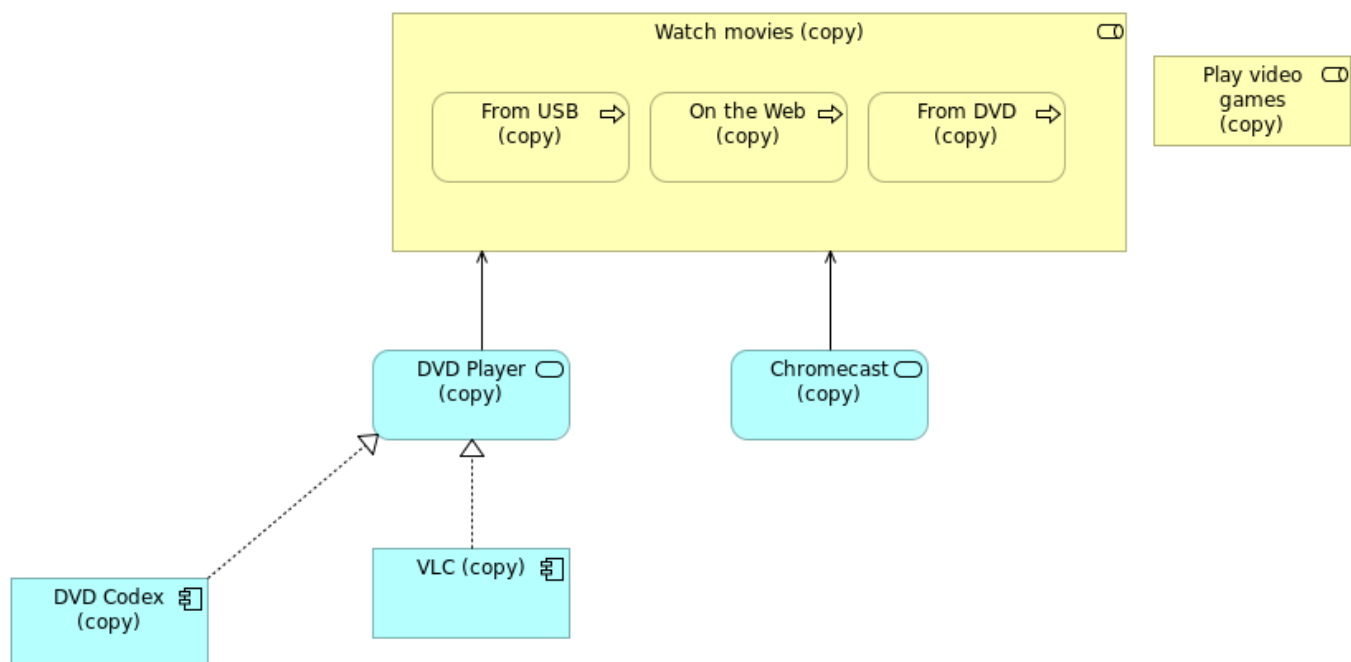 Watch movies (copy)
Play video
games
(copy)
From USB
(copy)
On the Web
(copy)
From DVD
(copy)
DVD Player
(copy)
Chromecast
(copy)
VLC (copy)
DVD Codex
(copy)